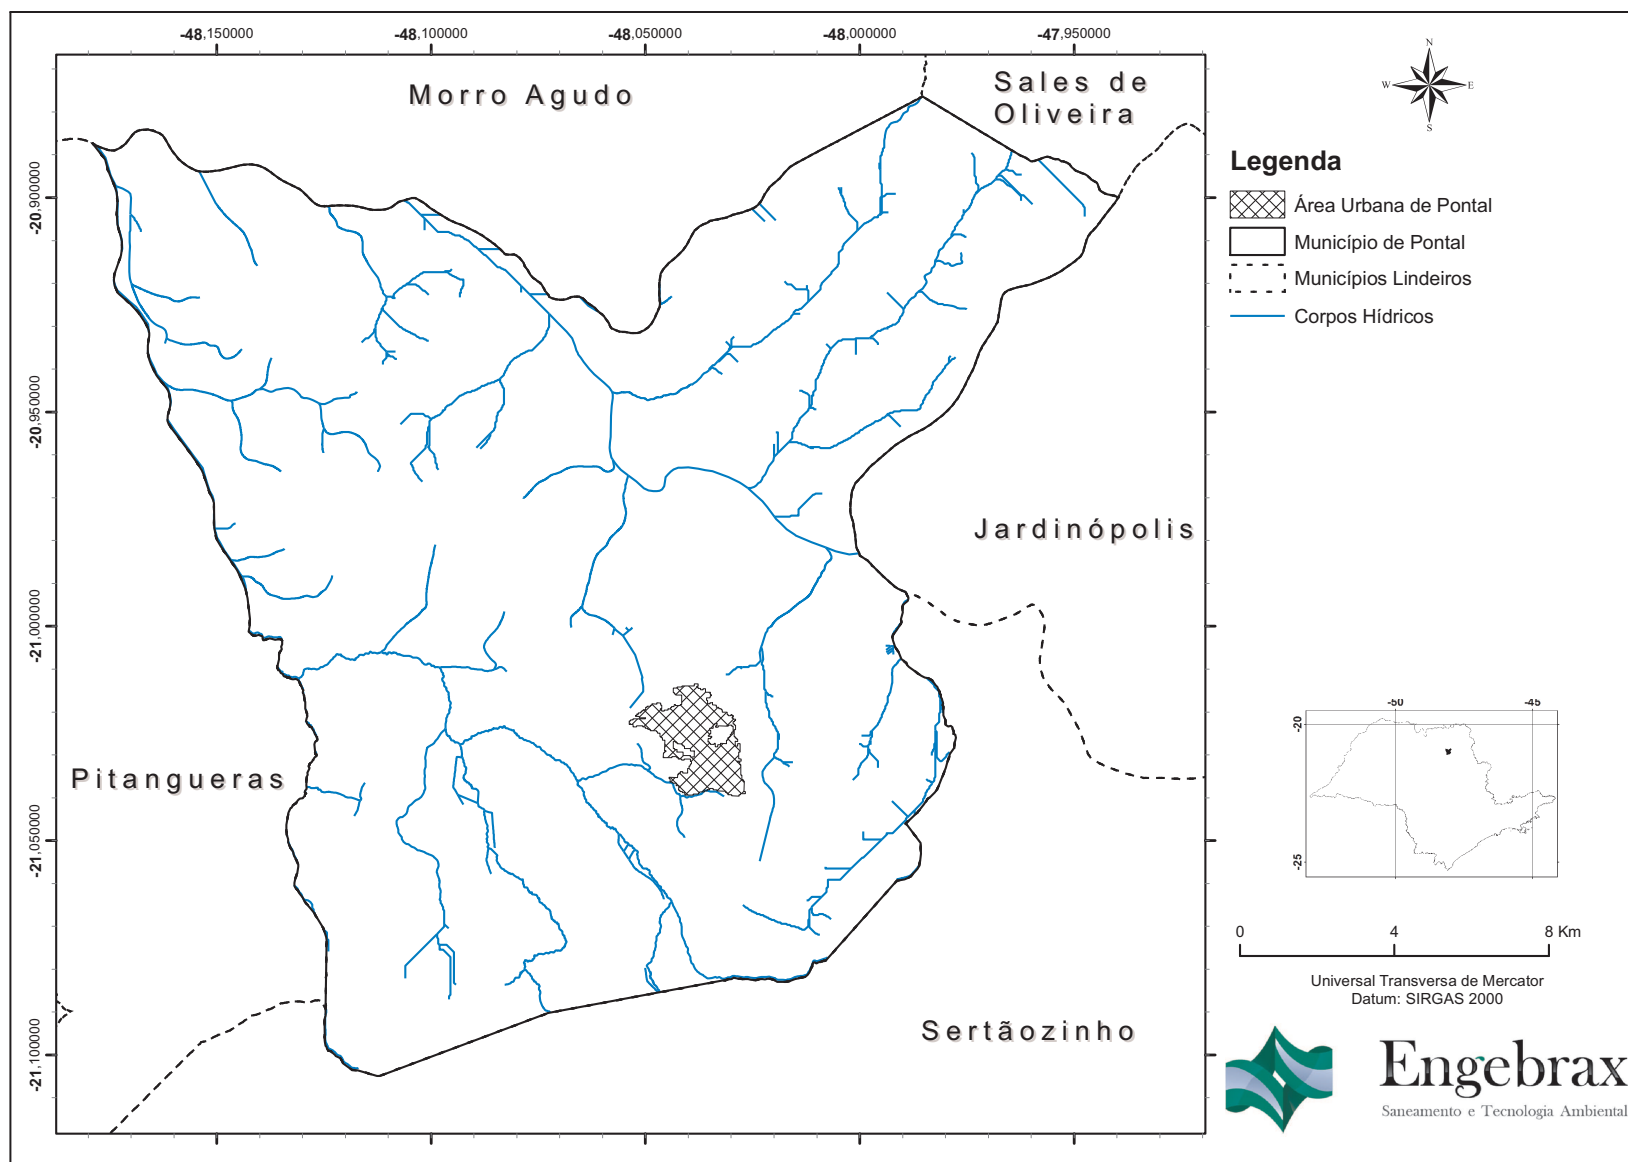 -48,150000
-48,100000
-48,050000
-48,000000
-47,950000
Morro Agudo
Sales de
Oliveira
N
W
E
S
Legenda
Área Urbana de Pontal
Município de Pontal
Municípios Lindeiros
Corpos Hídricos
-20,900000
-20,950000
-21,000000
-21,050000
-21,100000
Jardinópolis
Pitangueras
Sertãozinho
-50
-45
-20
-25
0
4
8 Km
Universal Transversa de Mercator
Datum: SIRGAS 2000
Engebrax
Saneamento e Tecnologia Ambiental